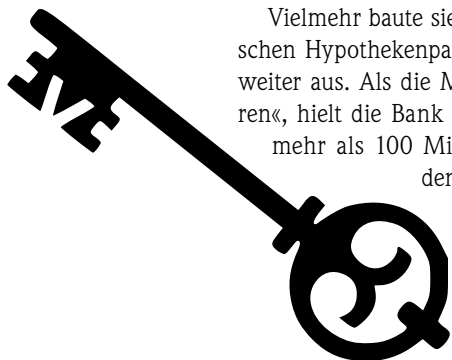 Vielmehr baute sie
schen Hypothekenpa
weiter aus. Als die M
ren«, hielt die Bank
mehr als 100 Mi
der